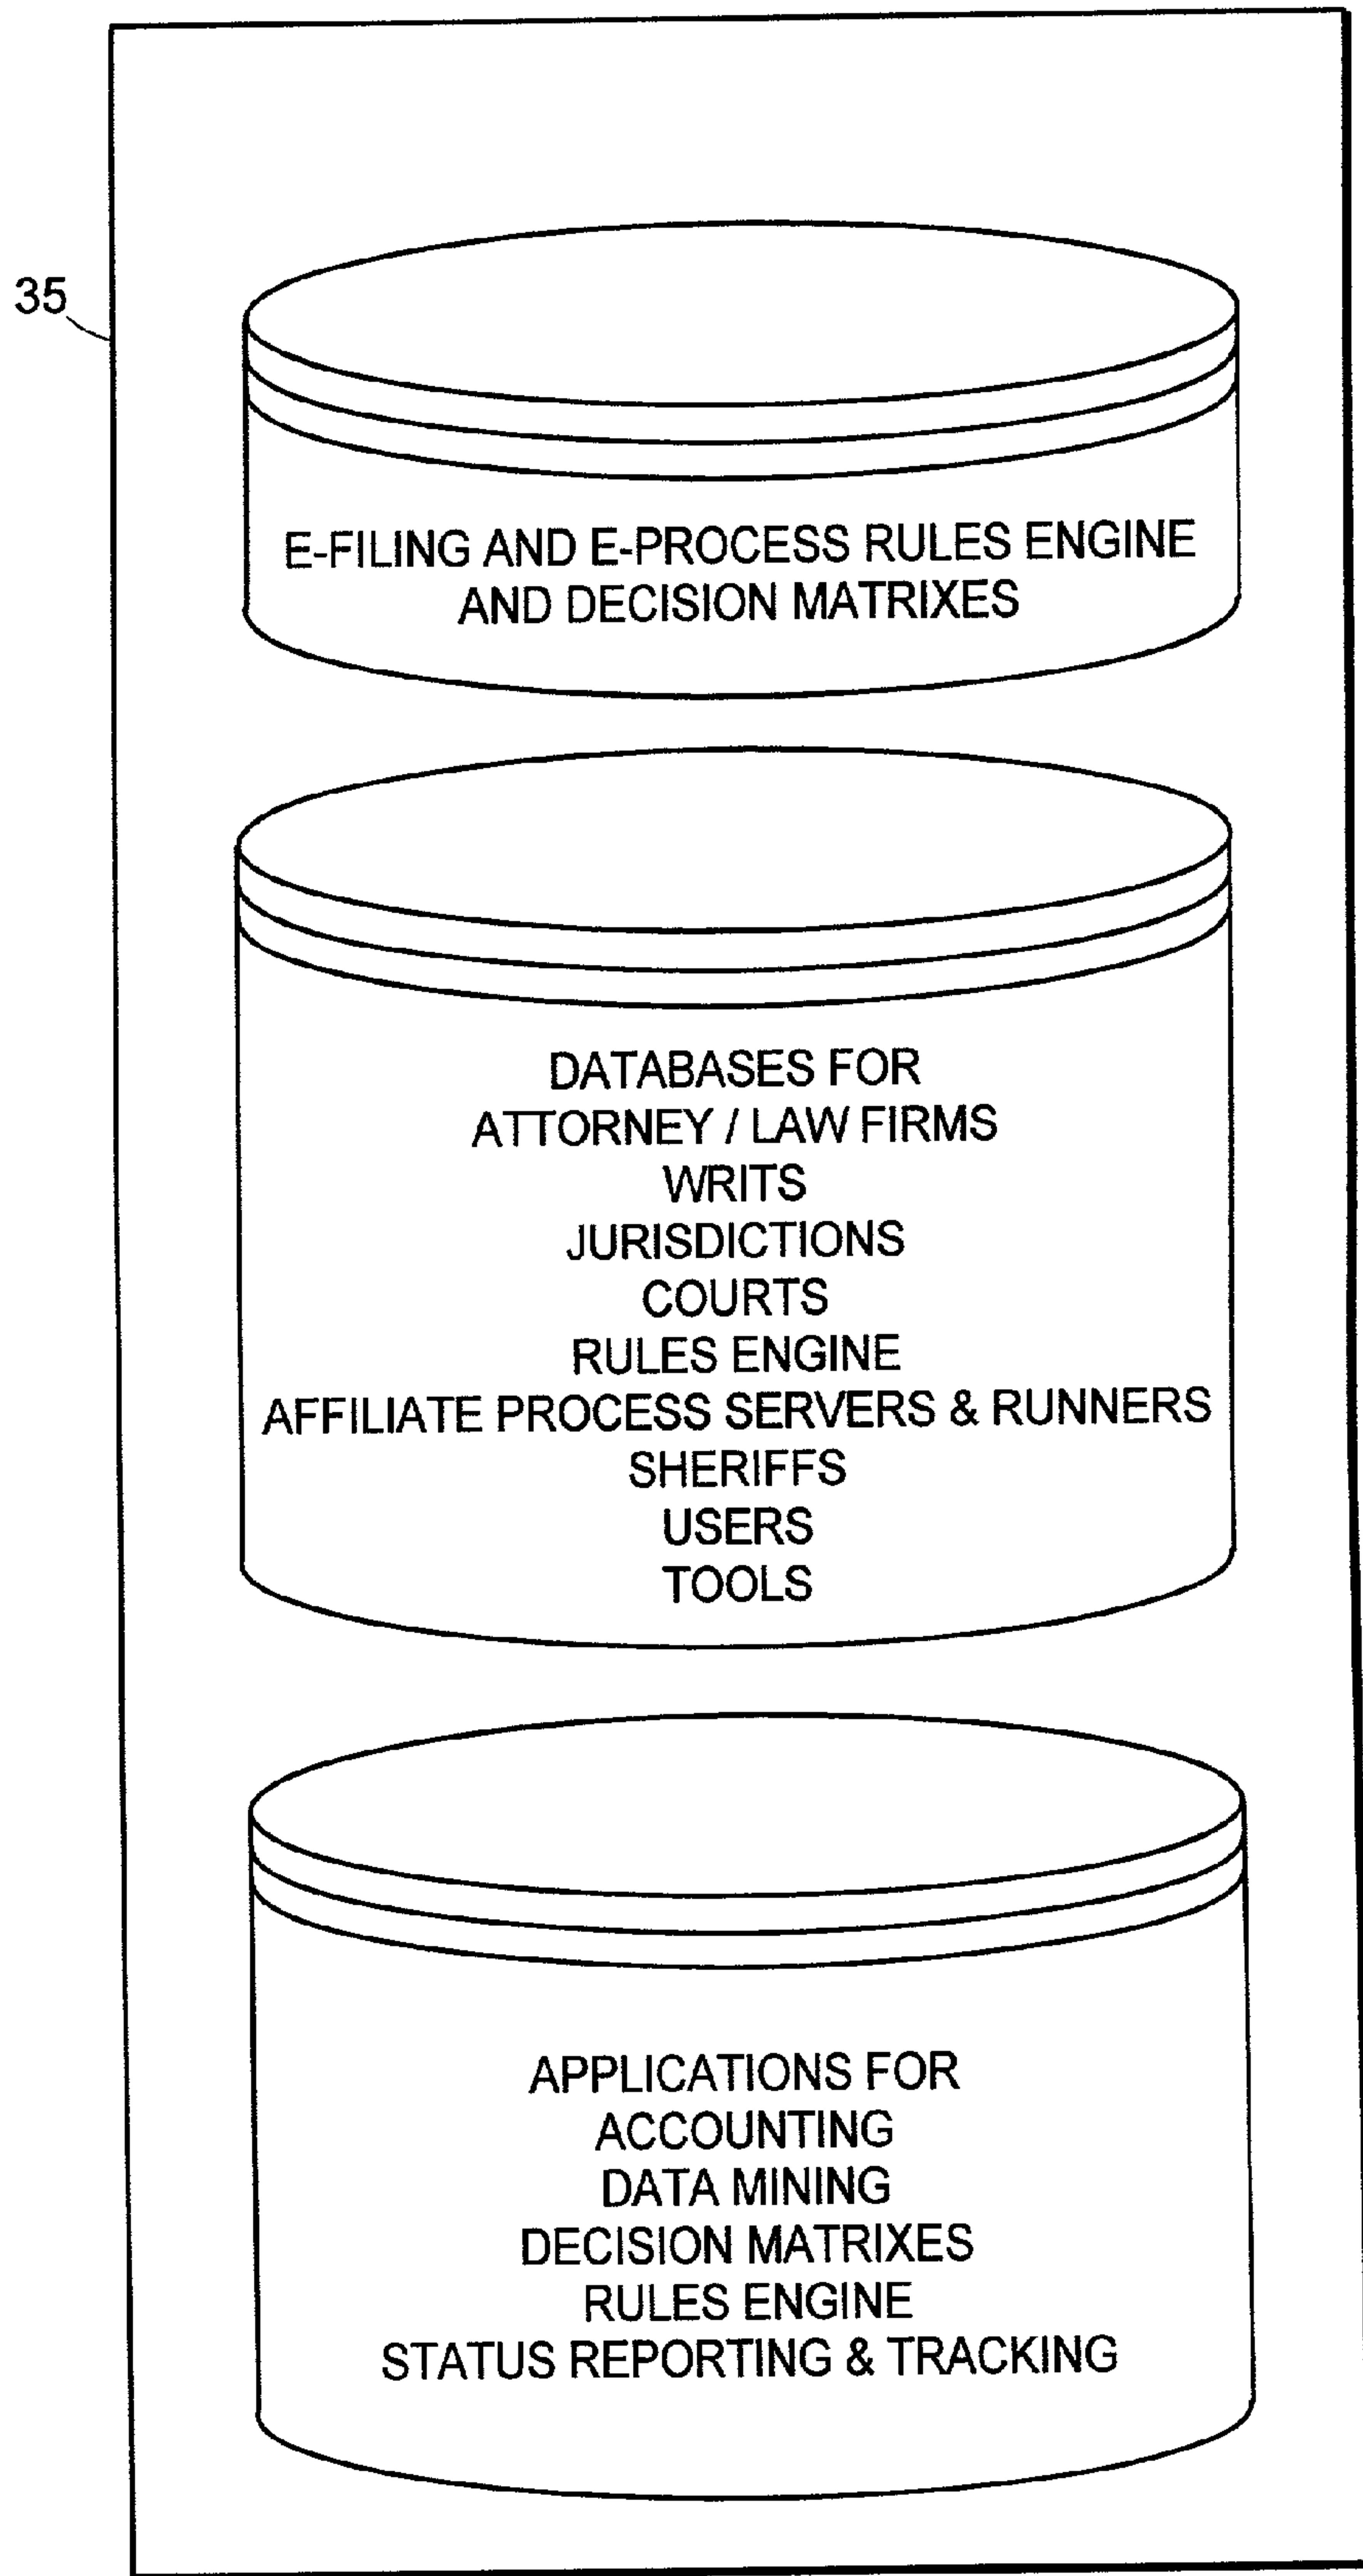 35
E-FILING AND E-PROCESS RULES ENGINE
AND DECISION MATRIXES
DATABASES FOR
ATTORNEY / LAW FIRMS
WRITS
JURISDICTIONS
COURTS
RULES ENGINE
AFFILIATE PROCESS SERVERS & RUNNERS
SHERIFFS
USERS
TOOLS
APPLICATIONS FOR
ACCOUNTING
DATA MINING
DECISION MATRIXES
RULES ENGINE
STATUS REPORTING & TRACKING